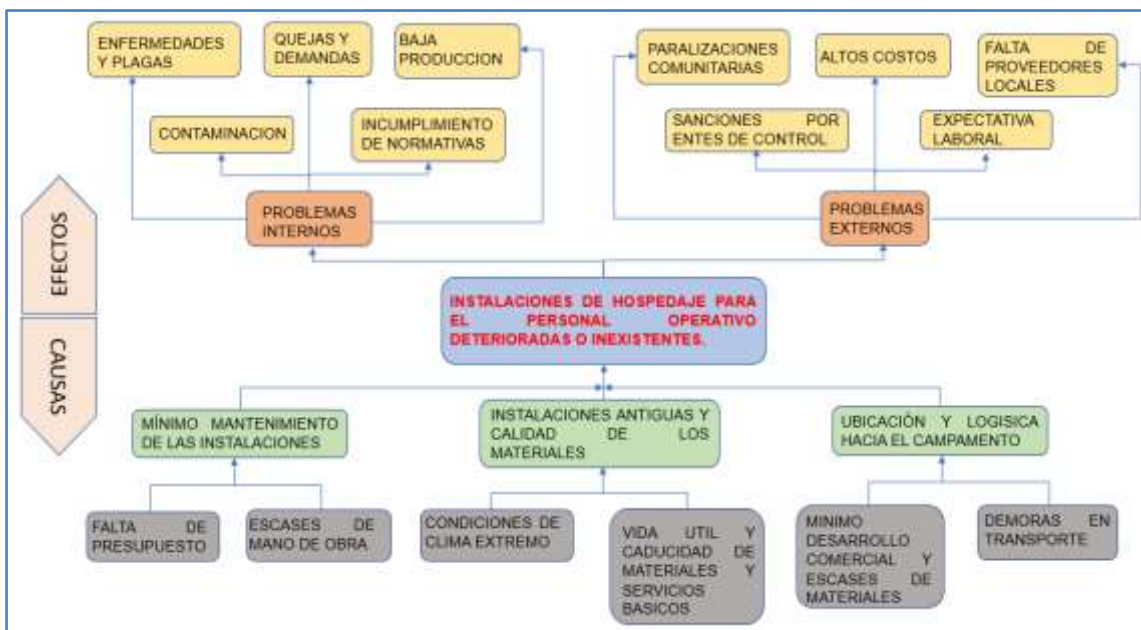 ENFERMEDADES
Y PLAGAS
QUEJAS Y
DEMANDAS
BAJA
PRODUCCION
CONTAMINACION
INCUMPLIMIENTO
DE NORMATIVAS
PROBLEMAS
INTERNOS
PARALIZACIONES
COMUNITARIAS
ALTOS COSTOS
FALTA DE
PROVEEDORES
LOCALES
SANCIONES POR
ENTES DE CONTROL
EXPECTATIVA
LABORAL
PROBLEMAS
EXTERNOS
EFECTOS
INSTALACIONES DE HOSPEDAJE PARA
EL PERSONAL OPERATIVO
DETERIORADAS O INEXISTENTES.
CAUSAS
MÍNIMO MANTENIMIENTO
DE LAS INSTALACIONES
INSTALACIONES ANTIGUAS Y
CALIDAD DE LOS
MATERIALES
UBICACIÓN Y LOGISICA
HACIA EL CAMPAMENTO
FALTA DE
PRESUPUESTO
ESCASES DE
MANO DE OBRA
CONDICIONES DE
CLIMA EXTREMO
VIDA UTIL Y
CADUCIDAD DE
MATERIALES Y
SERVICIOS
BASICOS
MINIMO
DESARROLLO
COMERCIAL Y
ESCASES DE
MATERIALES
DEMORAS EN
TRANSPORTE